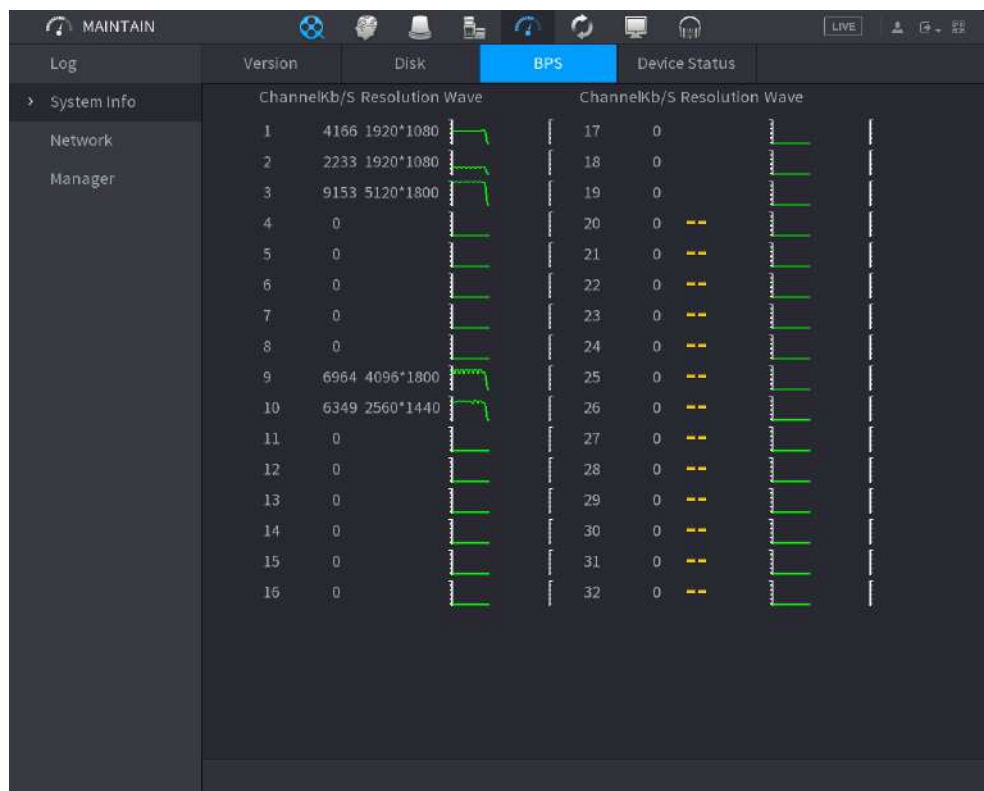 MAINTAIN LIVE
Log Version Disk BPS Device Status
System Info ChannelKb/S Resolution Wave ChannelKb/S Resolution Wave
1 4166 1920*1080 17 0
Network
2 2233 1920*1080 18 0
Manager
3 9153 5120*1800 19 0
4 0 20 0 --
5 0 21 0 --
6 0 22 0 --
7 0 23 0 --
8 0 24 0 --
9 6964 4096*1800 25 0 --
10 6349 2560*1440 26 0 --
11 0 27 0 --
12 0 28 0 --
13 0 29 0 --
14 0 30 0 --
15 0 31 0 --
16 0 32 0 --